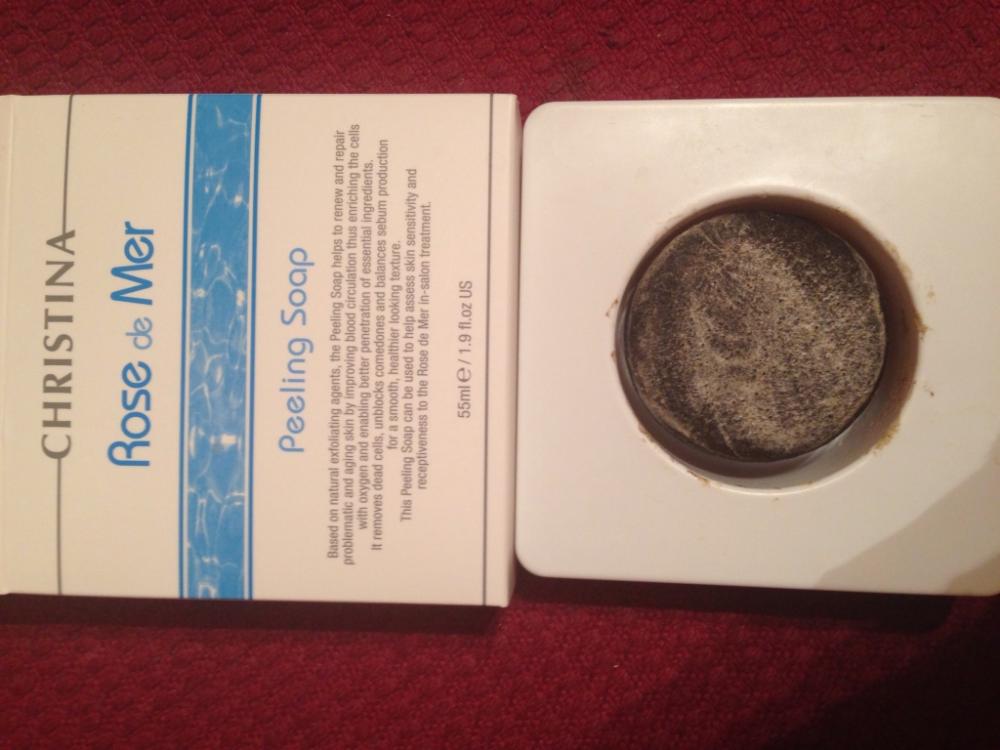 CHRISTINA
Rose de Mer
Peeling Soap
Based on natural exfoliating agents, the Peeling Soap helps to renew and repair
problematic and aging skin by improving blood circulation thus enriching the cells
with oxygen and enabling better penetration of essential ingredients.
It removes dead cells, unblocks comedones and balances sebum production
for a smooth, healthier looking texture.
This Peeling Soap can be used to help assess skin sensitivity and
receptiveness to the Rose de Mer in-salon treatment.
55ml e / 1.9 fl.oz US